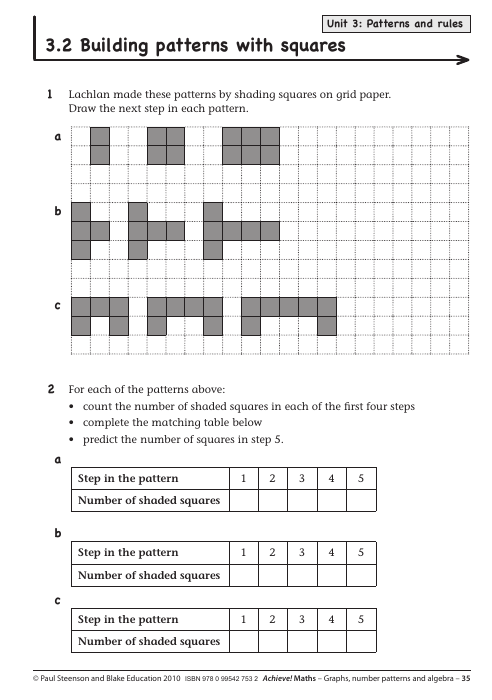 Unit 3: Patterns and rules
3.2 Building patterns with squares
1 Lachlan made these patterns by shading squares on grid paper.
Draw the next step in each pattern.
a
b
c
2 For each of the patterns above:
• count the number of shaded squares in each of the first four steps
• complete the matching table below
• predict the number of squares in step 5.
a
Step in the pattern 1 2 3 4 5
Number of shaded squares
b
Step in the pattern 1 2 3 4 5
Number of shaded squares
c
Step in the pattern 1 2 3 4 5
Number of shaded squares
© Paul Steenson and Blake Education 2010 ISBN 978 0 99542 753 2 Achieve! Maths – Graphs, number patterns and algebra – 35